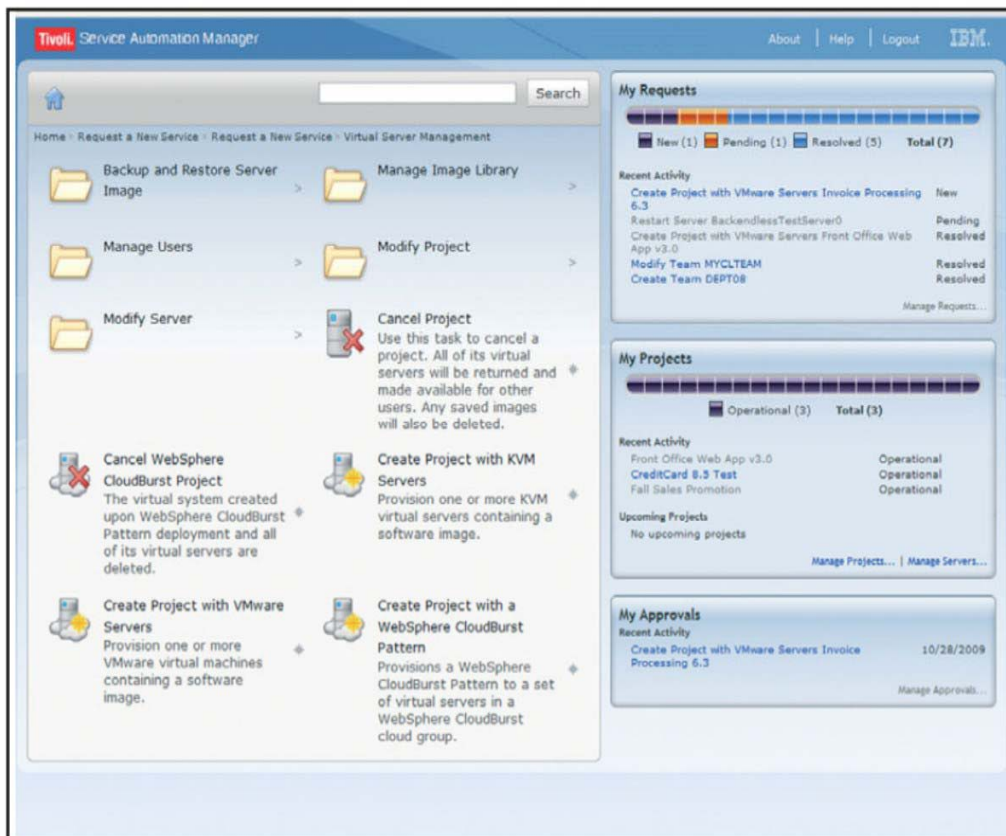 Tivoli. Service Automation Manager
About | Help | Logout IBM.
Search
Home Request a New Service Request a New Service Virtual Server Management
Backup and Restore Server
Image >
Manage Image Library >
Manage Users >
Modify Project >
Modify Server >
Cancel Project
Use this task to cancel a
project. All of its virtual
servers will be returned and
made available for other
users. Any saved images
will also be deleted.
Cancel WebSphere
CloudBurst Project
The virtual system created
upon WebSphere CloudBurst
Pattern deployment and all
of its virtual servers are
deleted.
Create Project with KVM
Servers
Provision one or more KVM
virtual servers containing a
software image.
Create Project with VMware
Servers
Provision one or more
VMware virtual machines
containing a software
image.
Create Project with a
WebSphere CloudBurst
Pattern
Provisions a WebSphere
CloudBurst Pattern to a set
of virtual servers in a
WebSphere CloudBurst
cloud group.
My Requests
New (1) Pending (1) Resolved (5) Total (7)
Recent Activity
Create Project with VMware Servers Invoice Processing New
6.3
Restart Server BackendlessTestServer0 Pending
Create Project with VMware Servers Front Office Web Resolved
App v3.0
Modify Team MYCLTEAM Resolved
Create Team DEPT08 Resolved
Manage Requests...
My Projects
Operational (3) Total (3)
Recent Activity
Front Office Web App v3.0 Operational
CreditCard 8.5 Test Operational
Fall Sales Promotion Operational
Upcoming Projects
No upcoming projects
Manage Projects... | Manage Servers...
My Approvals
Recent Activity
Create Project with VMware Servers Invoice 10/28/2009
Processing 6.3
Manage Approvals...